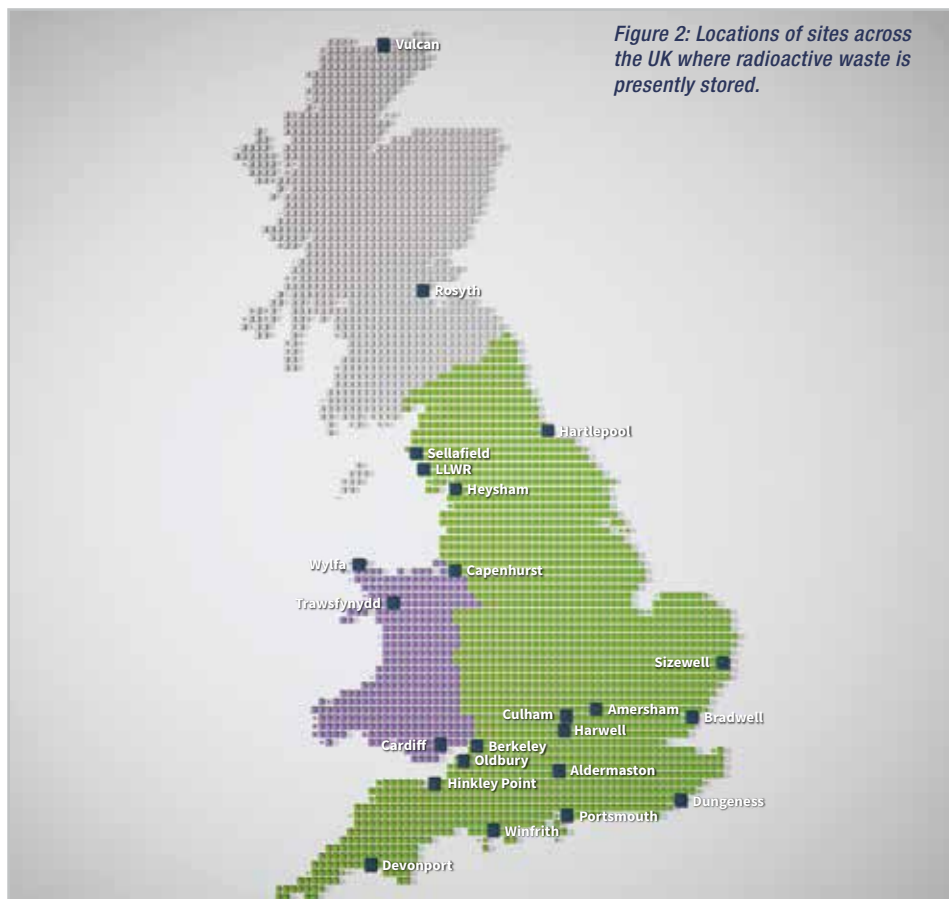 Figure 2: Locations of sites across
the UK where radioactive waste is
presently stored.
Vulcan
Rosyth
Hartlepool
Sellafield
LLWR
Heysham
Wylfa
Capenhurst
Trawsfynydd
Sizewell
Culham
Amersham
Bradwell
Harwell
Cardiff
Berkeley
Oldbury
Aldermaston
Hinkley Point
Dungeness
Portsmouth
Winfrith
Devonport